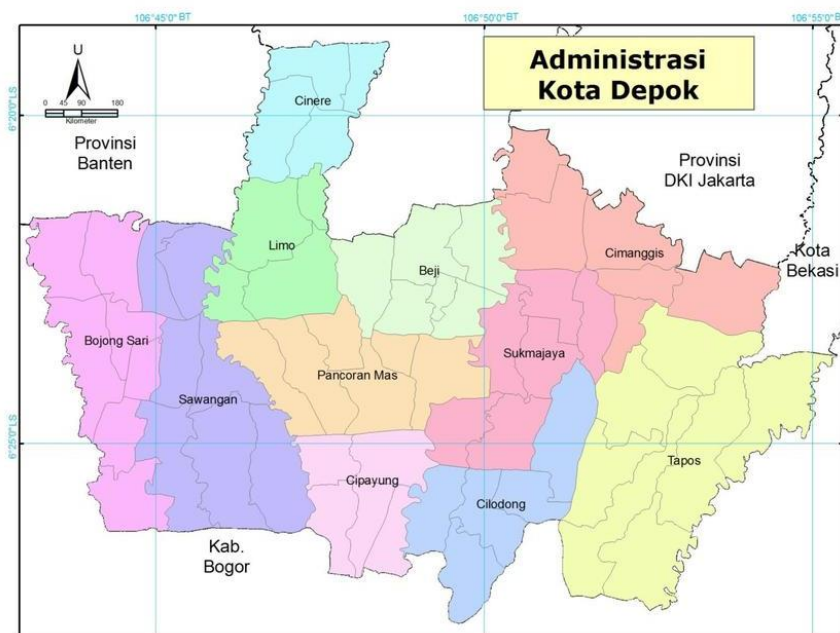 106°45'0"BT
106°50'0"BT
106°55'0"B
Administrasi
Kota Depok
U
0 45 90 180
Kilometer
6°20'0"LS
Cinere
Provinsi
Banten
Provinsi
DKI Jakarta
Limo
Beji
Cimanggis
Kota
Bekasi
Bojong Sari
Sukmajaya
Pancoran Mas
Sawangan
6°25'0"LS
Cipayung
Tapos
Cilodong
Kab.
Bogor